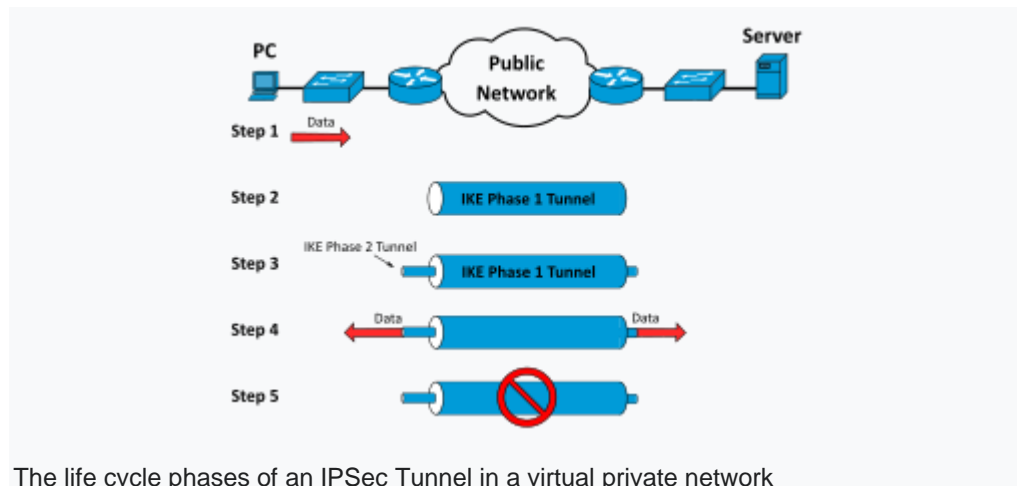 PC
Server
Public
Network
Step 1
Data
Step 2
IKE Phase 1 Tunnel
IKE Phase 2 Tunnel
Step 3
IKE Phase 1 Tunnel
Step 4
Data
Data
Step 5
The life cycle phases of an IPSec Tunnel in a virtual private network